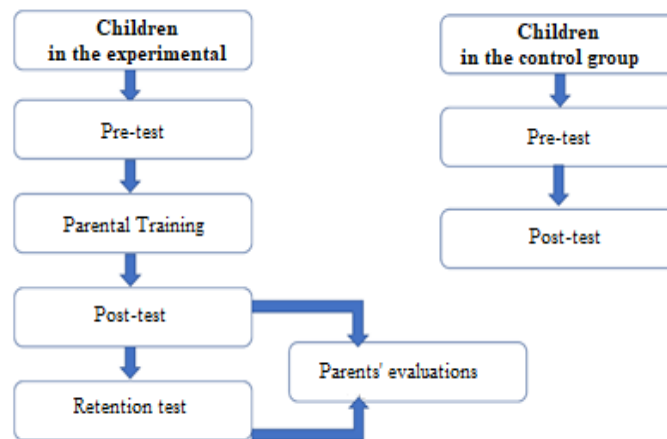 Children
in the experimental
Pre-test
Parental Training
Post-test
Retention test
Parents' evaluations
Children
in the control group
Pre-test
Post-test